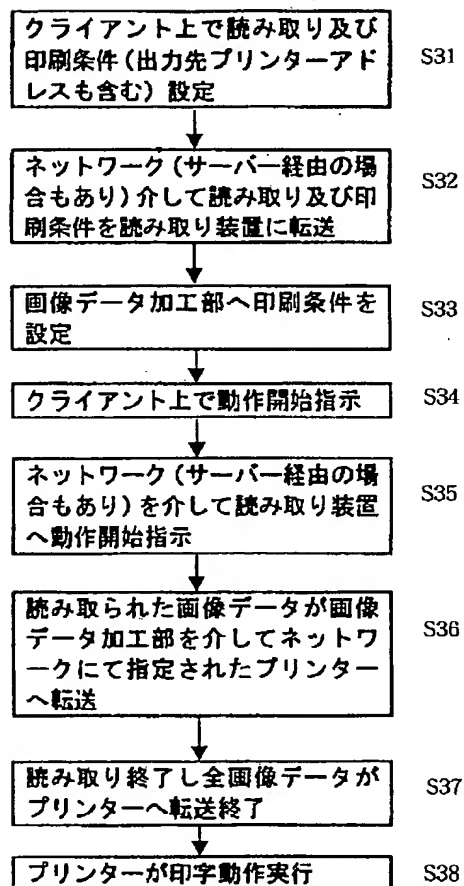 クライアント上で読み取り及び
印刷条件(出力先プリンターアド
レスも含む)設定
S31
ネットワーク(サーバー経由の場
合もあり)介して読み取り及び印
刷条件を読み取り装置に転送
S32
画像データ加工部へ印刷条件を
設定
S33
クライアント上で動作開始指示
S34
ネットワーク(サーバー経由の場
合もあり)を介して読み取り装置
へ動作開始指示
S35
読み取られた画像データが画像
データ加工部を介してネットワ
ークにて指定されたプリンター
へ転送
S36
読み取り終了し全画像データが
プリンターへ転送終了
S37
プリンターが印字動作実行
S38